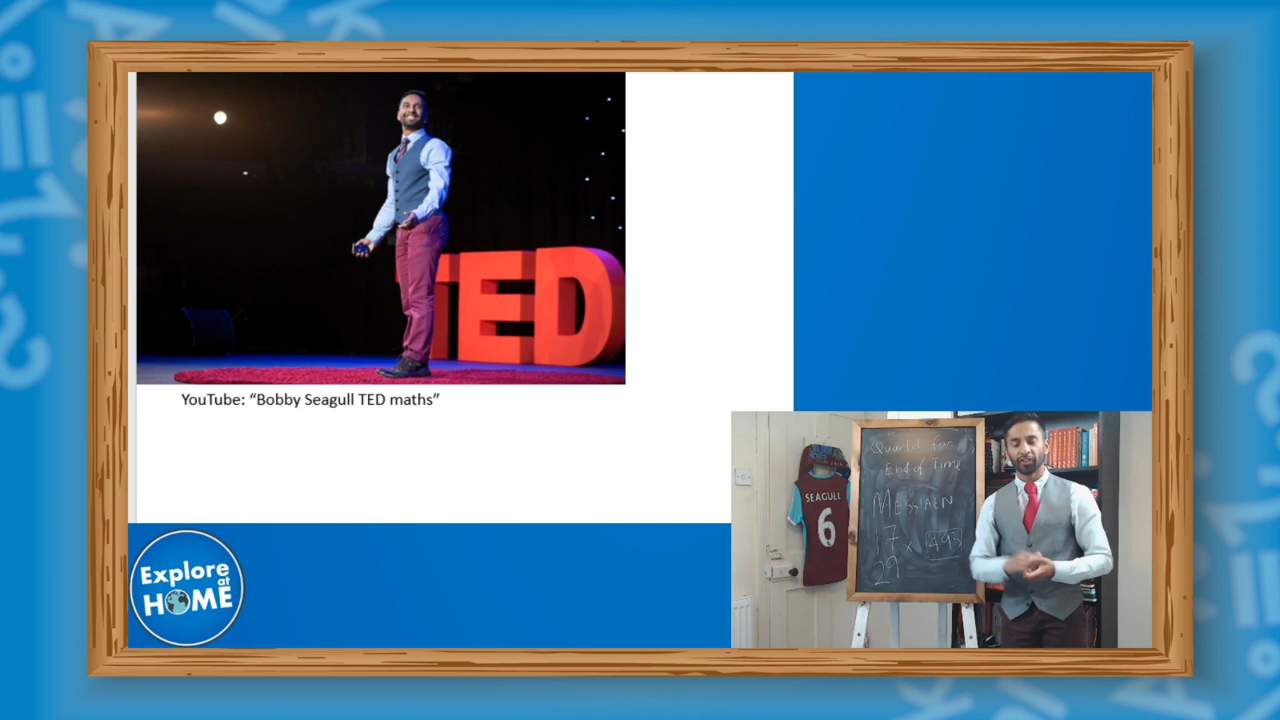 TED
YouTube: “Bobby Seagull TED maths”
Explore
at
HOME
SEAGULL
6
Quartet for
End of Time
MESSIAEN
17 x 493
29